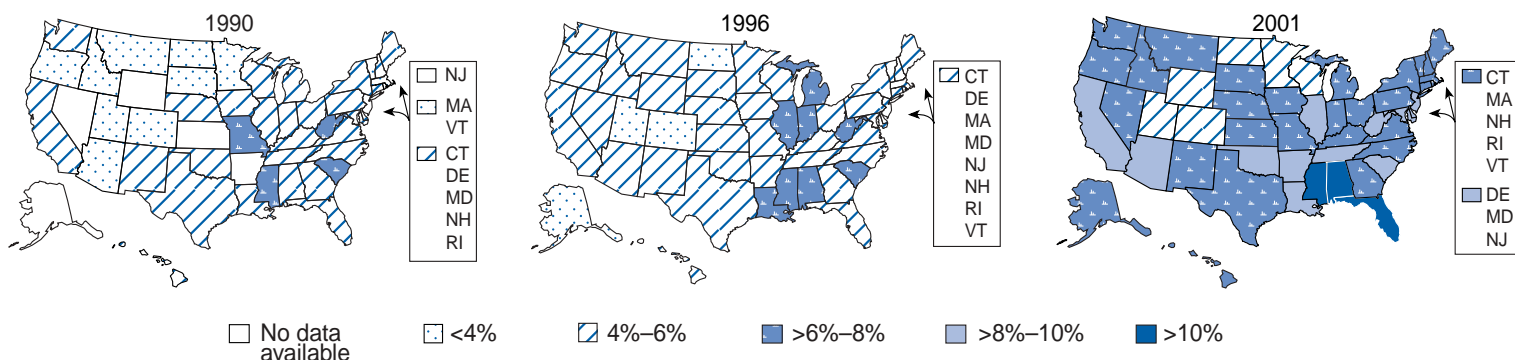 1990
NJ
MA
VT
CT
DE
MD
NH
RI
1996
CT
DE
MA
MD
NJ
NH
RI
VT
2001
CT
MA
NH
RI
VT
DE
MD
NJ
No data
available
<4%
4%–6%
>6%–8%
>8%–10%
>10%